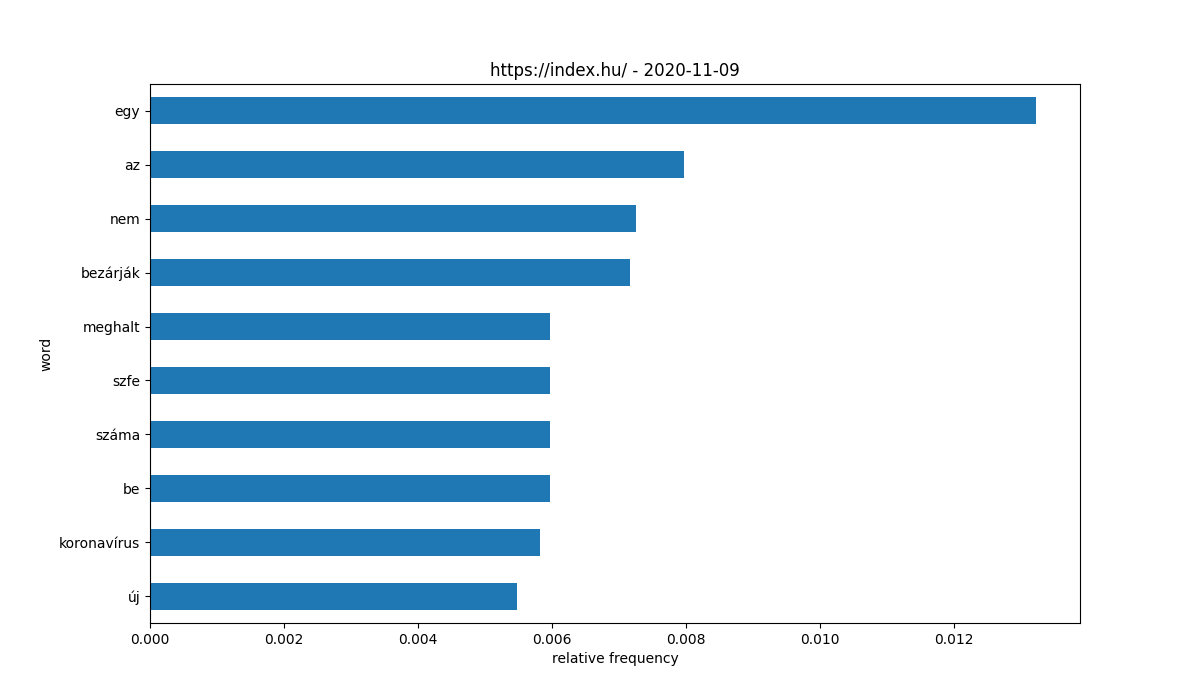 https://index.hu/ - 2020-11-09
egy
az
nem
bezárják
meghalt
szfe
száma
be
koronavírus
új
word
0.000 0.002 0.004 0.006 0.008 0.010 0.012
relative frequency